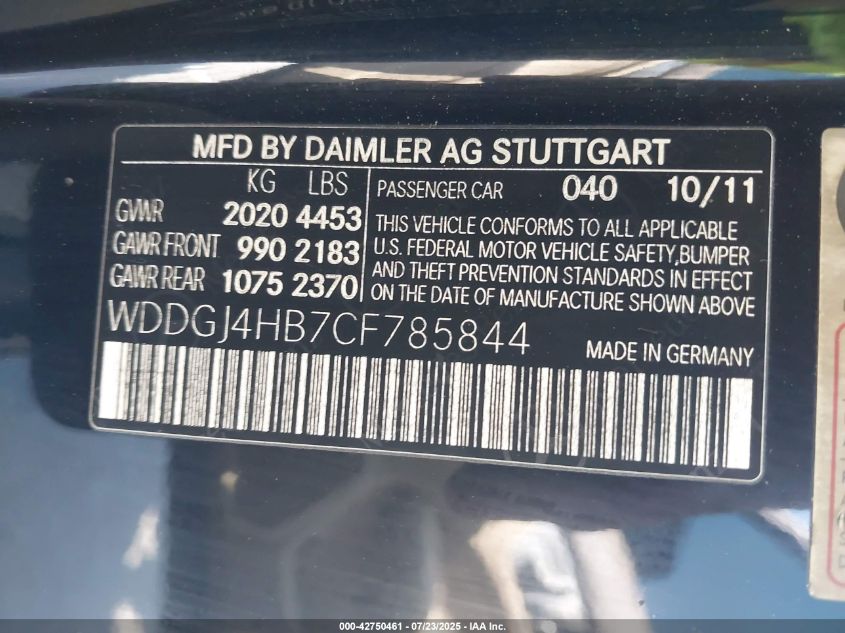 MFD BY DAIMLER AG STUTTGART
KG LBS
GVWR 2020 4453
GAWR FRONT 990 2183
GAWR REAR 1075 2370
PASSENGER CAR 040 10/11
THIS VEHICLE CONFORMS TO ALL APPLICABLE
U.S. FEDERAL MOTOR VEHICLE SAFETY,BUMPER
AND THEFT PREVENTION STANDARDS IN EFFECT
ON THE DATE OF MANUFACTURE SHOWN ABOVE
WDDGJ4HB7CF785844
MADE IN GERMANY
000-42750461 - 07/23/2025 - IAA Inc.